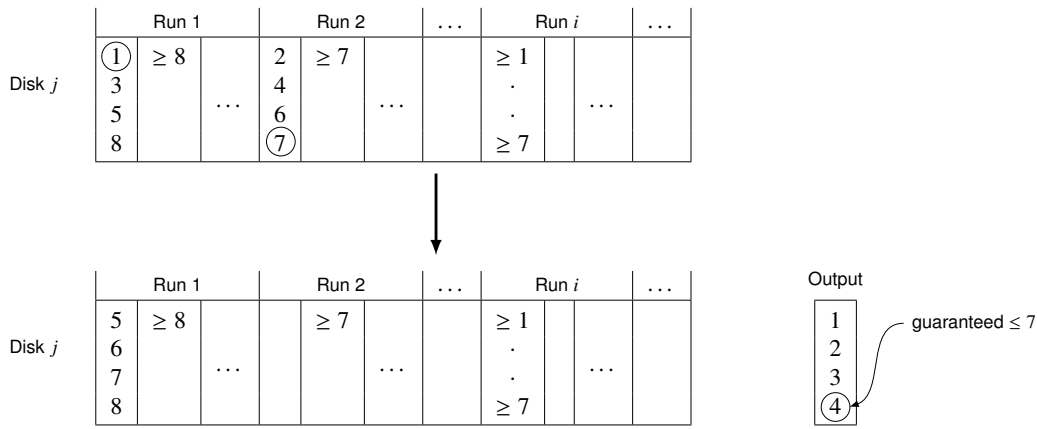 Run 1 Run 2 ... Run i ...
1 ≥ 8 2 ≥ 7 ≥ 1
Disk j 3 4 .
5 ... 6 ... . ...
8 7 ≥ 7
Run 1 Run 2 ... Run i ... Output
5 ≥ 8 ≥ 7 ≥ 1 1 guaranteed ≤ 7
Disk j 6 . 2
7 ... ... . ... 3
8 ≥ 7 4